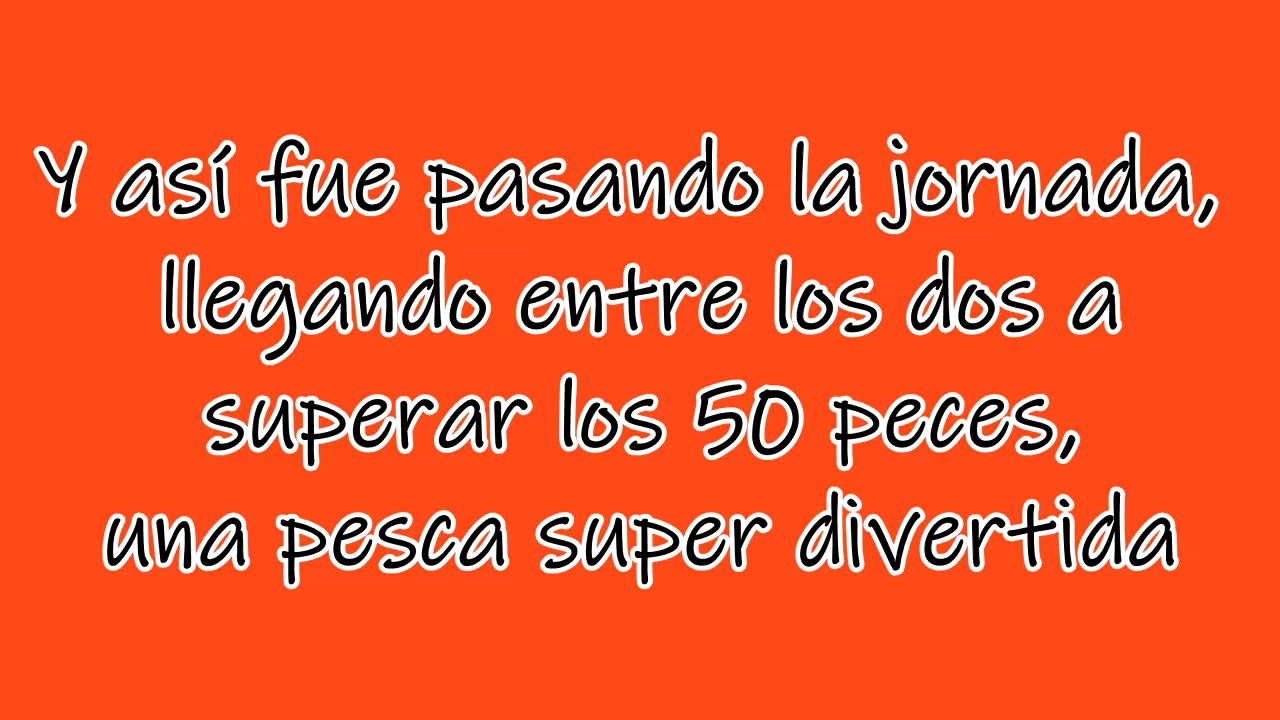 Y así fue pasando la jornada,
llegando entre los dos a
superar los 50 peces,
una pesca super divertida